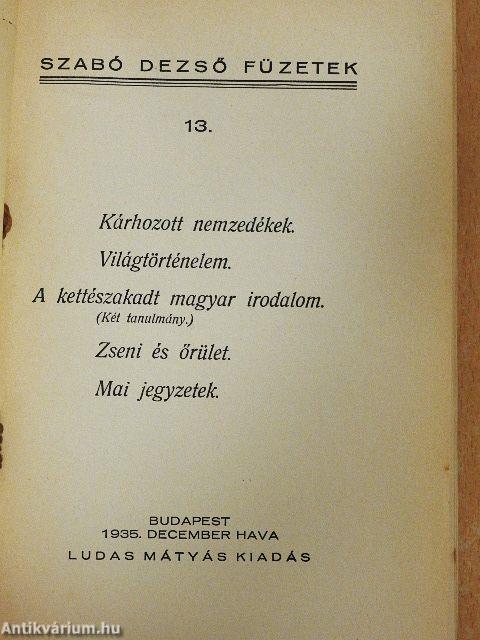 SZABÓ DEZSŐ FÜZETEK
13.
Kárhozott nemzedékek.
Világtörténelem.
A kettészakadt magyar irodalom.
(Két tanulmány.)
Zseni és őrület.
Mai jegyzetek.
BUDAPEST
1935. DECEMBER HAVA
LUDAS MÁTYÁS KIADÁS
Antikvárium.hu